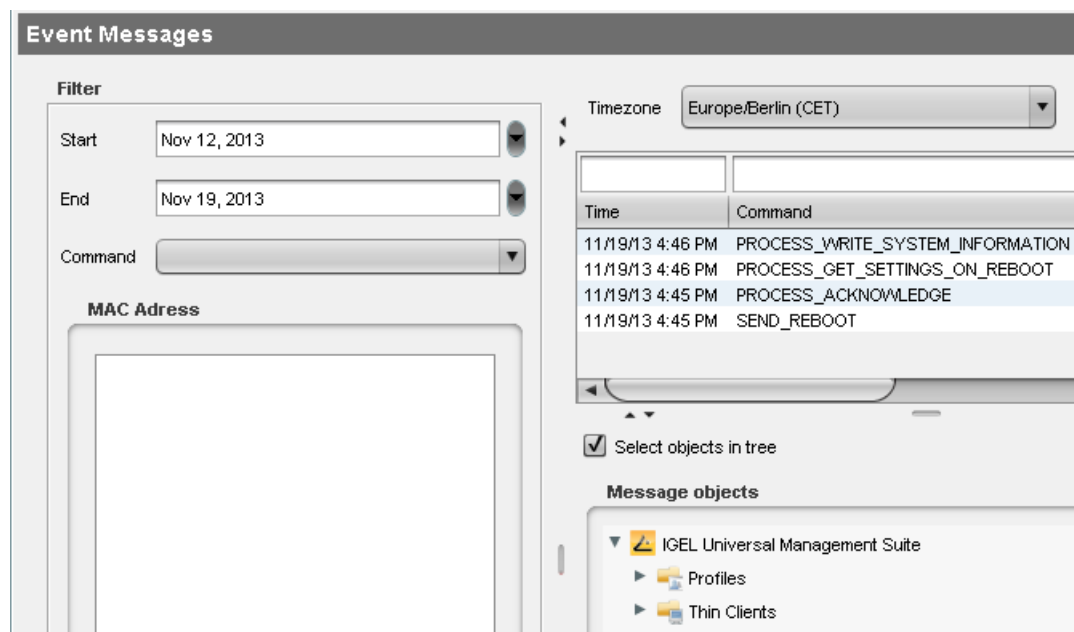 Event Messages
Filter
Start Nov 12, 2013
End Nov 19, 2013
Command
MAC Adress
Timezone Europe/Berlin (CET)
Time Command
11/19/13 4:46 PM PROCESS_WRITE_SYSTEM_INFORMATION
11/19/13 4:46 PM PROCESS_GET_SETTINGS_ON_REBOOT
11/19/13 4:45 PM PROCESS_ACKNOWLEDGE
11/19/13 4:45 PM SEND_REBOOT
Select objects in tree
Message objects
IGEL Universal Management Suite
Profiles
Thin Clients